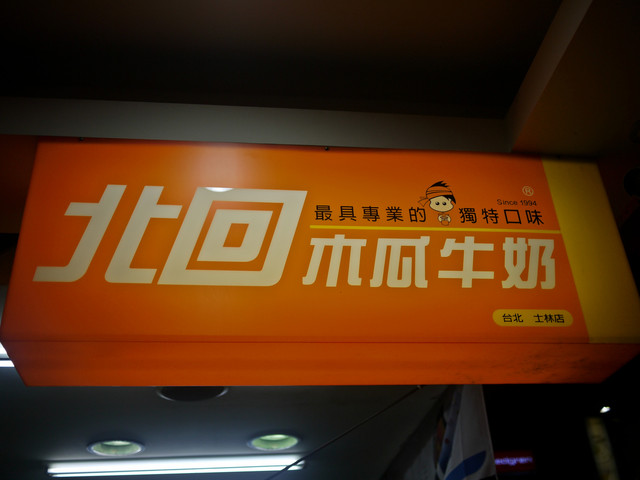 北回
最具專業的 獨特口味
Since 1994
®
木瓜牛奶
台北 士林店